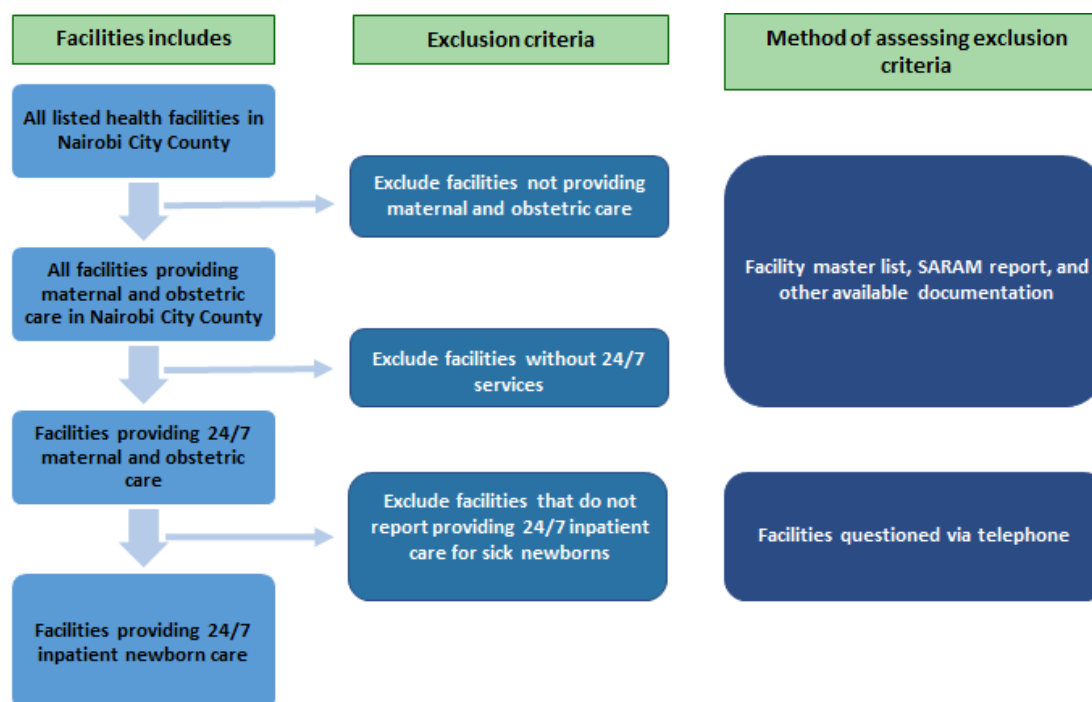 Facilities includes
Exclusion criteria
Method of assessing exclusion
criteria
All listed health facilities in
Nairobi City County
Exclude facilities not providing
maternal and obstetric care
Facility master list, SARAM report, and
other available documentation
All facilities providing
maternal and obstetric
care in Nairobi City County
Exclude facilities without 24/7
services
Facilities providing 24/7
maternal and obstetric
care
Exclude facilities that do not
report providing 24/7 inpatient
care for sick newborns
Facilities questioned via telephone
Facilities providing 24/7
inpatient newborn care